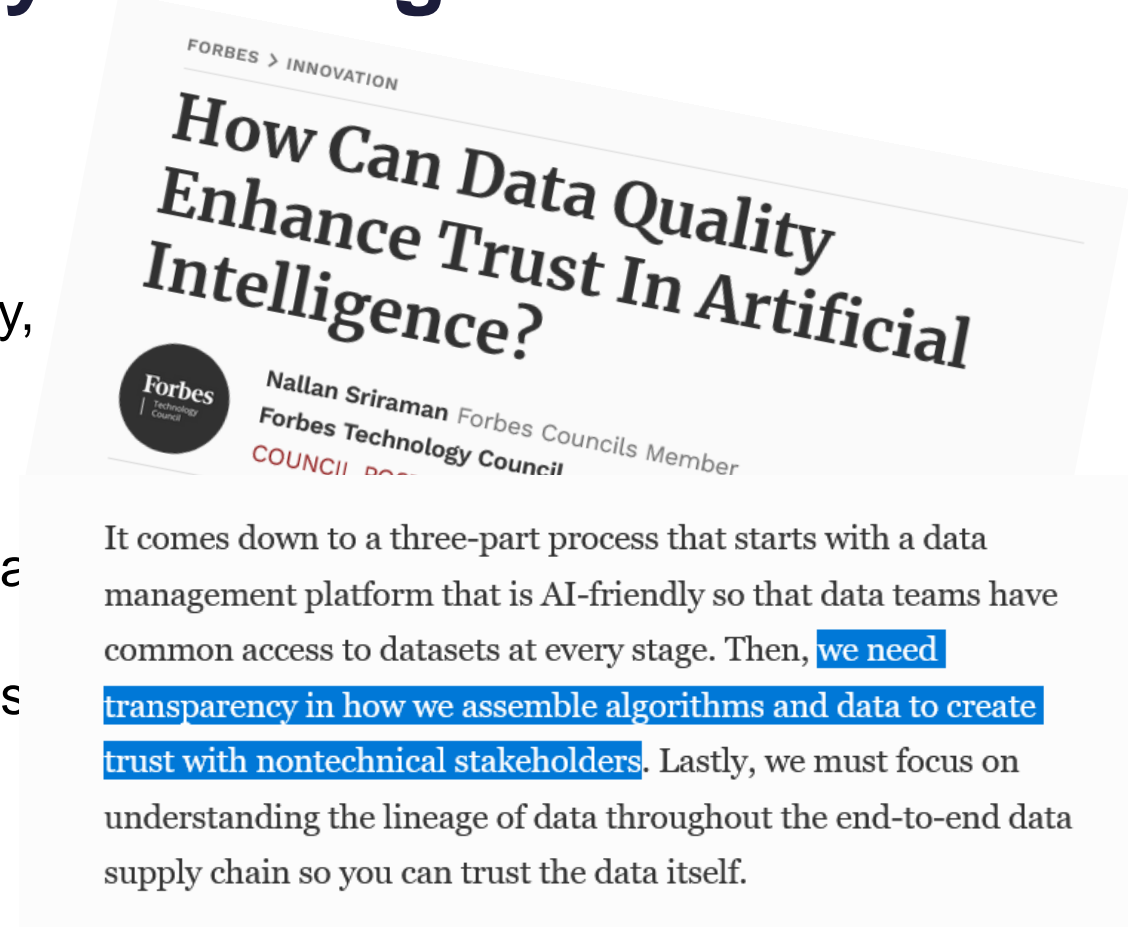 y
g
FORBES > INNOVATION
How Can Data Quality
Enhance Trust In Artificial
Intelligence?
y,
Forbes
Technology
Council
Nallan Sriraman Forbes Councils Member
Forbes Technology Council
COUNCIL POST
a
s
It comes down to a three-part process that starts with a data
management platform that is AI-friendly so that data teams have
common access to datasets at every stage. Then, we need
transparency in how we assemble algorithms and data to create
trust with nontechnical stakeholders. Lastly, we must focus on
understanding the lineage of data throughout the end-to-end data
supply chain so you can trust the data itself.